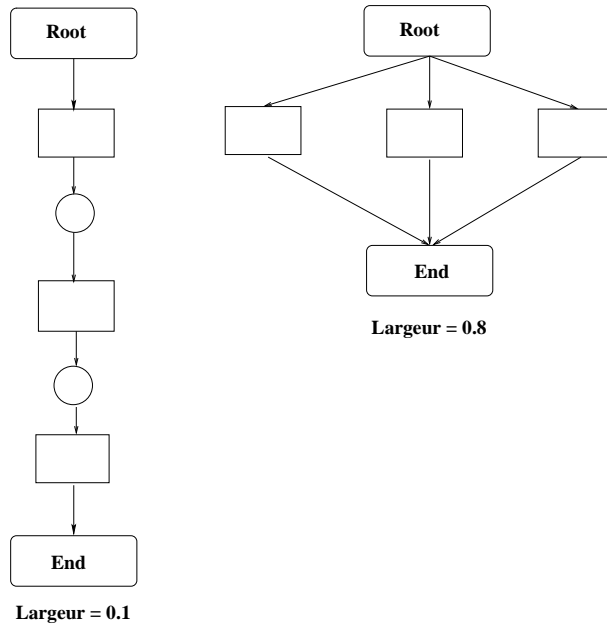 Root
End
Largeur = 0.1
Root
End
Largeur = 0.8